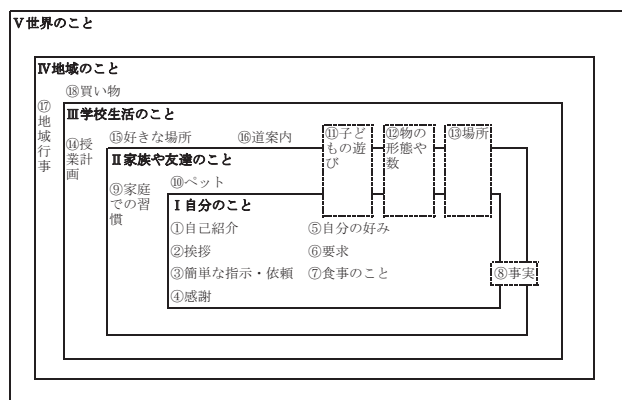 Ⅴ世界のこと
Ⅳ地域のこと
⑱買い物
⑰
地
域
行
事
Ⅲ学校生活のこと
⑭授
業計
画
⑮好きな場所
⑯道案内
⑪子ど
もの遊
び
⑫物の
形態や
数
⑬場所
Ⅱ家族や友達のこと
⑨家庭
での習
慣
⑩ペット
Ⅰ自分のこと
①自己紹介
⑤自分の好み
②挨拶
⑥要求
③簡単な指示・依頼
⑦食事のこと
④感謝
⑧事実